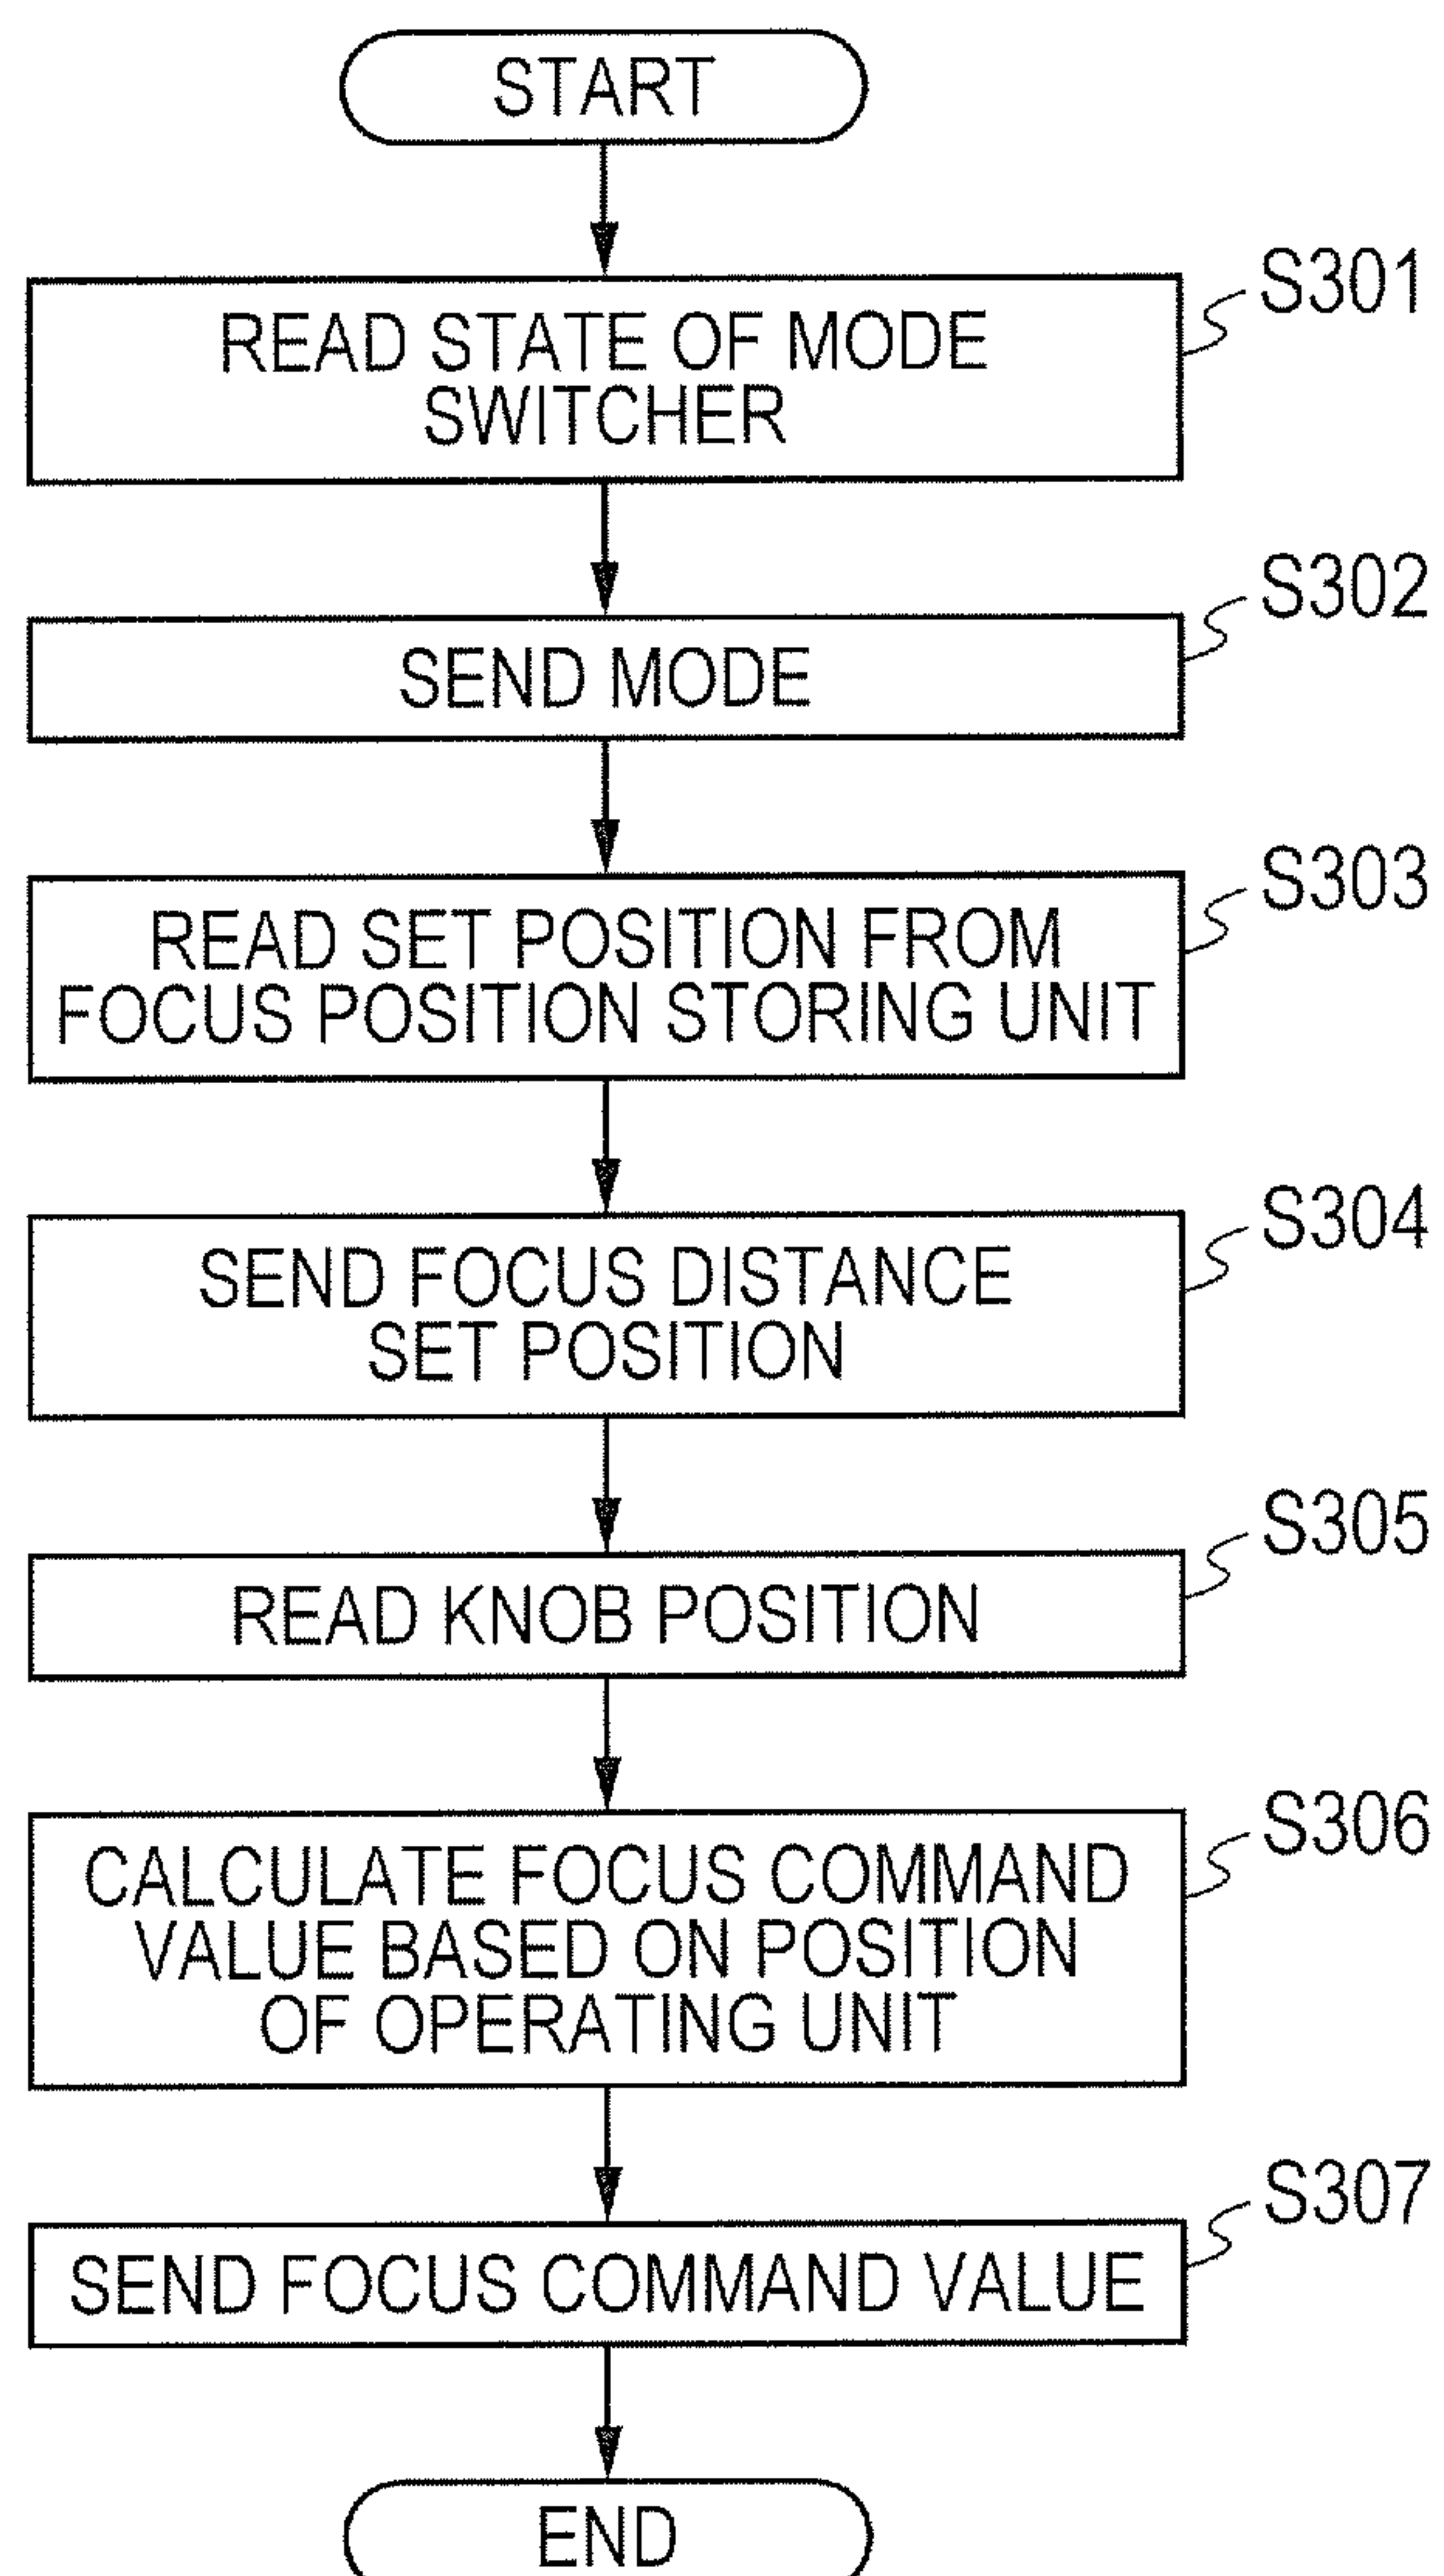 START
S301
READ STATE OF MODE
SWITCHER
S302
SEND MODE
S303
READ SET POSITION FROM
FOCUS POSITION STORING UNIT
S304
SEND FOCUS DISTANCE
SET POSITION
S305
READ KNOB POSITION
S306
CALCULATE FOCUS COMMAND
VALUE BASED ON POSITION
OF OPERATING UNIT
S307
SEND FOCUS COMMAND VALUE
END